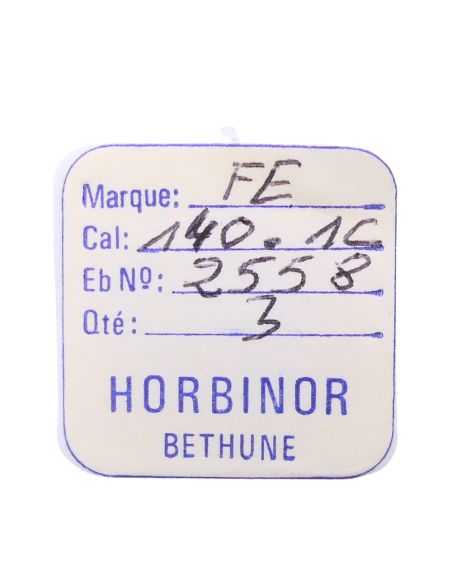 Marque: FE
Cal: 140.1C
Eb Nº: 2558
Qté: 3
HORBINOR
BETHUNE